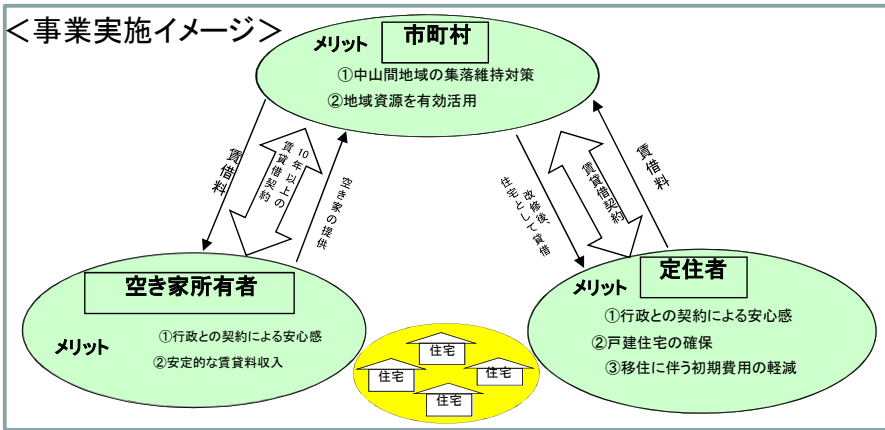 ＜事業実施イメージ＞
メリット
市町村
①中山間地域の集落維持対策
②地域資源を有効活用
賃借料
10年以上の
賃貸借契約
空き家の提供
改修後、
住宅として賃借
賃貸借契約
賃借料
空き家所有者
メリット
①行政との契約による安心感
②安定的な賃貸料収入
定住者
メリット
①行政との契約による安心感
②戸建住宅の確保
③移住に伴う初期費用の軽減
住宅
住宅
住宅
住宅